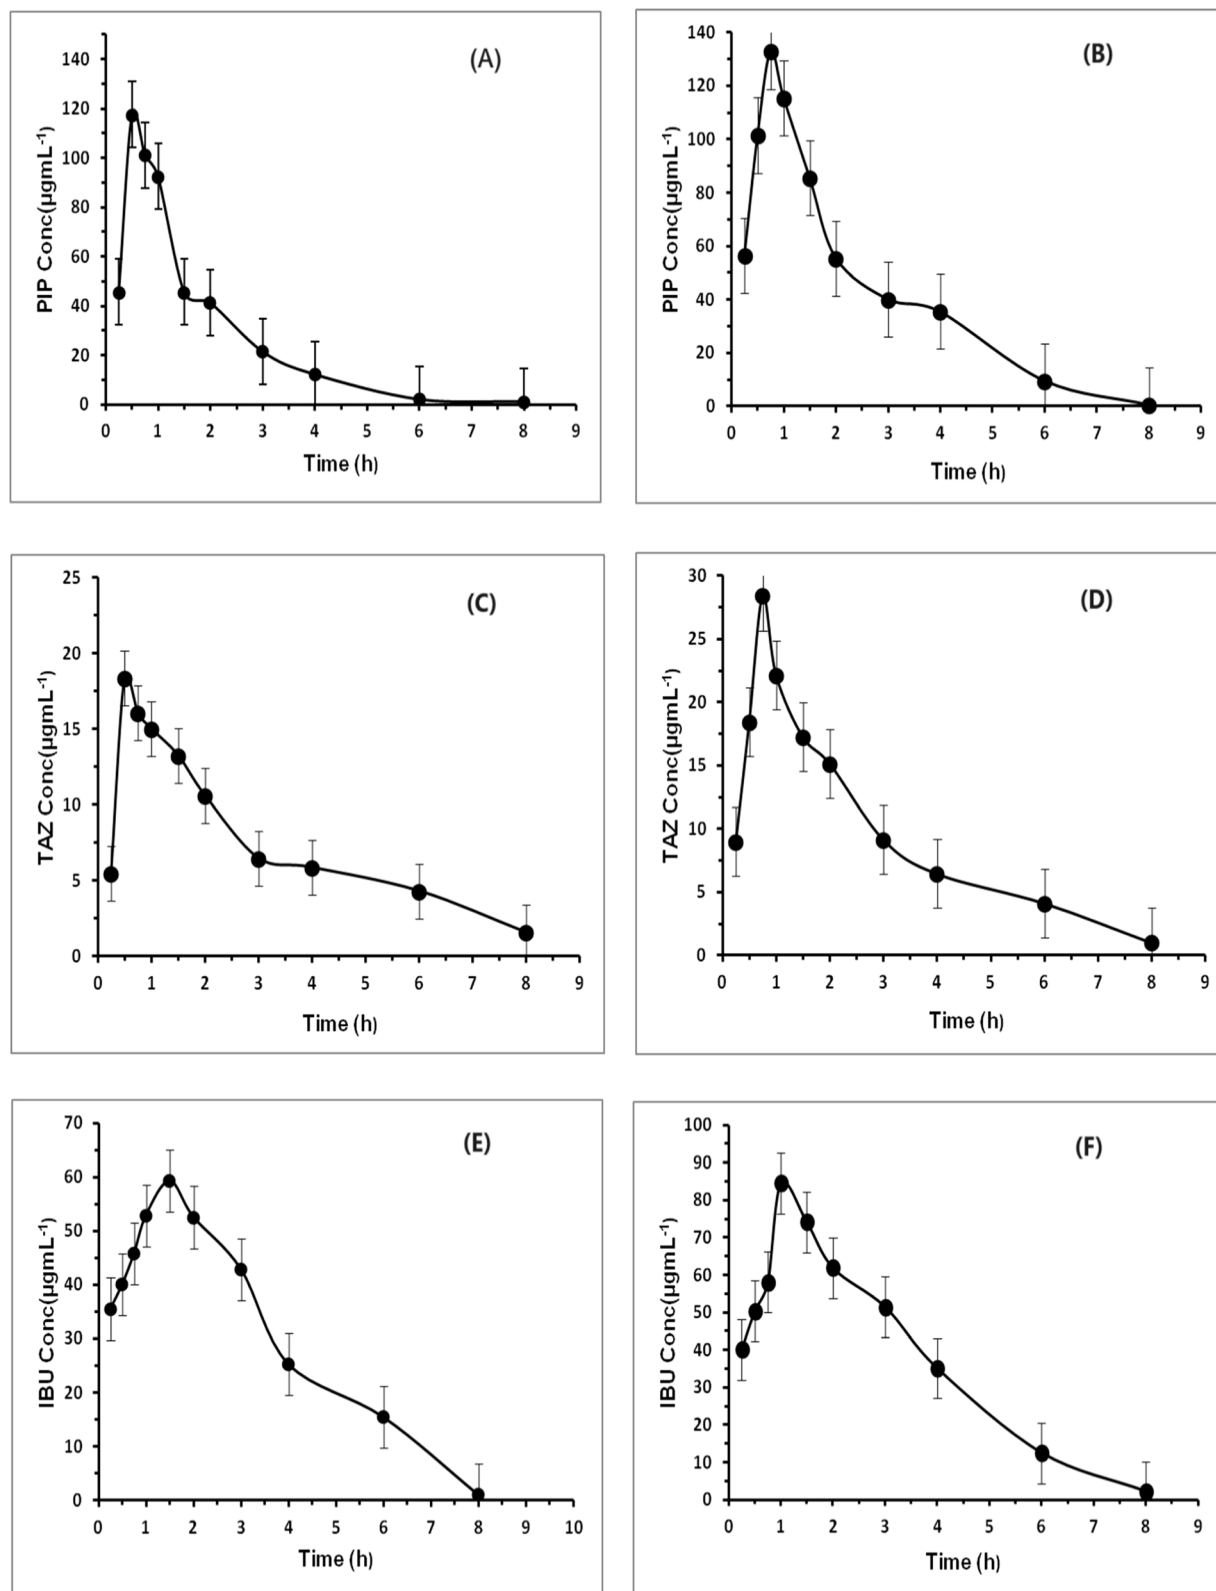 (A)
PIP Conc(µgmL-1)
140
120
100
80
60
40
20
0
0 1 2 3 4 5 6 7 8 9
Time (h)
(B)
PIP Conc(µgmL-1)
140
120
100
80
60
40
20
0
0 1 2 3 4 5 6 7 8 9
Time (h)
(C)
TAZ Conc(µgmL-1)
25
20
15
10
5
0
0 1 2 3 4 5 6 7 8 9
Time (h)
(D)
TAZ Conc(µgmL-1)
30
25
20
15
10
5
0
0 1 2 3 4 5 6 7 8 9
Time (h)
(E)
IBU Conc(µgmL-1)
70
60
50
40
30
20
10
0
0 1 2 3 4 5 6 7 8 9 10
Time (h)
(F)
IBU Conc(µgmL-1)
100
90
80
70
60
50
40
30
20
10
0
0 1 2 3 4 5 6 7 8 9
Time (h)